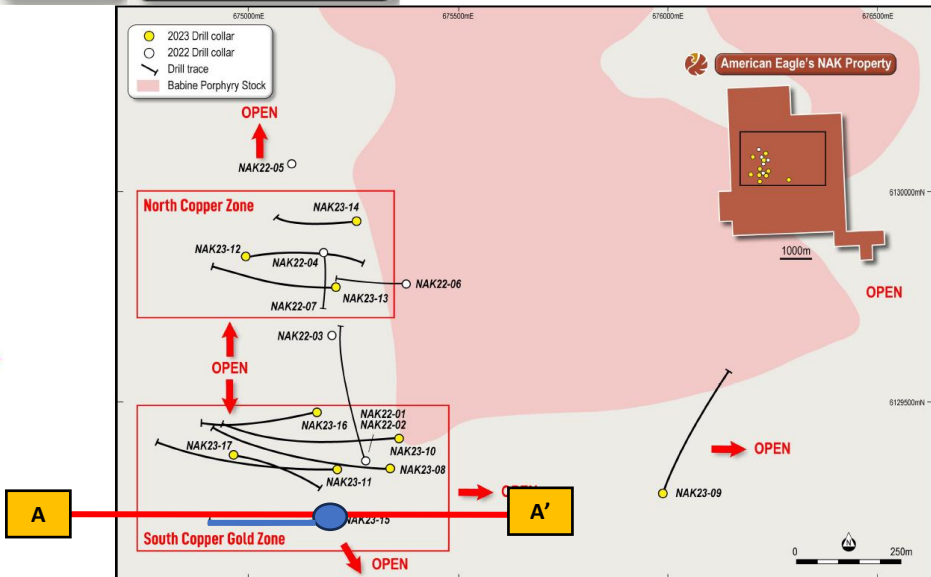 675000mE
675500mE
676000mE
676500mE
2023 Drill collar
2022 Drill collar
Drill trace
Babine Porphyry Stock
American Eagle's NAK Property
OPEN
NAK22-05
6130000mN
North Copper Zone
NAK23-14
NAK23-12
NAK22-04
1000m
NAK22-06
NAK23-13
NAK22-07
OPEN
NAK22-03
OPEN
6129500mN
NAK22-01
NAK22-02
NAK23-16
NAK23-10
NAK23-17
NAK23-08
NAK23-11
OPEN
NAK23-09
A
A'
NAK23-15
South Copper Gold Zone
OPEN
N
0
250m